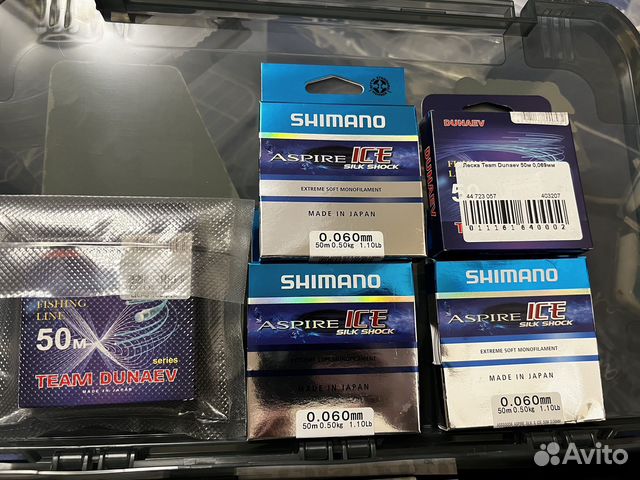 SHIMANO
ASPIRE ICE
SILK SHOCK
EXTREME SOFT MONOFILAMENT
MADE IN JAPAN
0.060mm
50m 0.50kg 1.10Lb
DUNAEV
DUNAEV
Леска Team Dunaev 50м 0,069мм
44 723 057 403207
011181840002
FISHING
LINE
50м
series
TEAM DUNAEV
MADE IN JAPAN
SHIMANO
ASPIRE ICE
SILK SHOCK
EXTREME SOFT MONOFILAMENT
MADE IN JAPAN
0.060mm
50m 0.50kg 1.10Lb
SHIMANO
ASPIRE ICE
SILK SHOCK
EXTREME SOFT MONOFILAMENT
MADE IN JAPAN
0.060mm
50m 0.50kg 1.10Lb
Avito